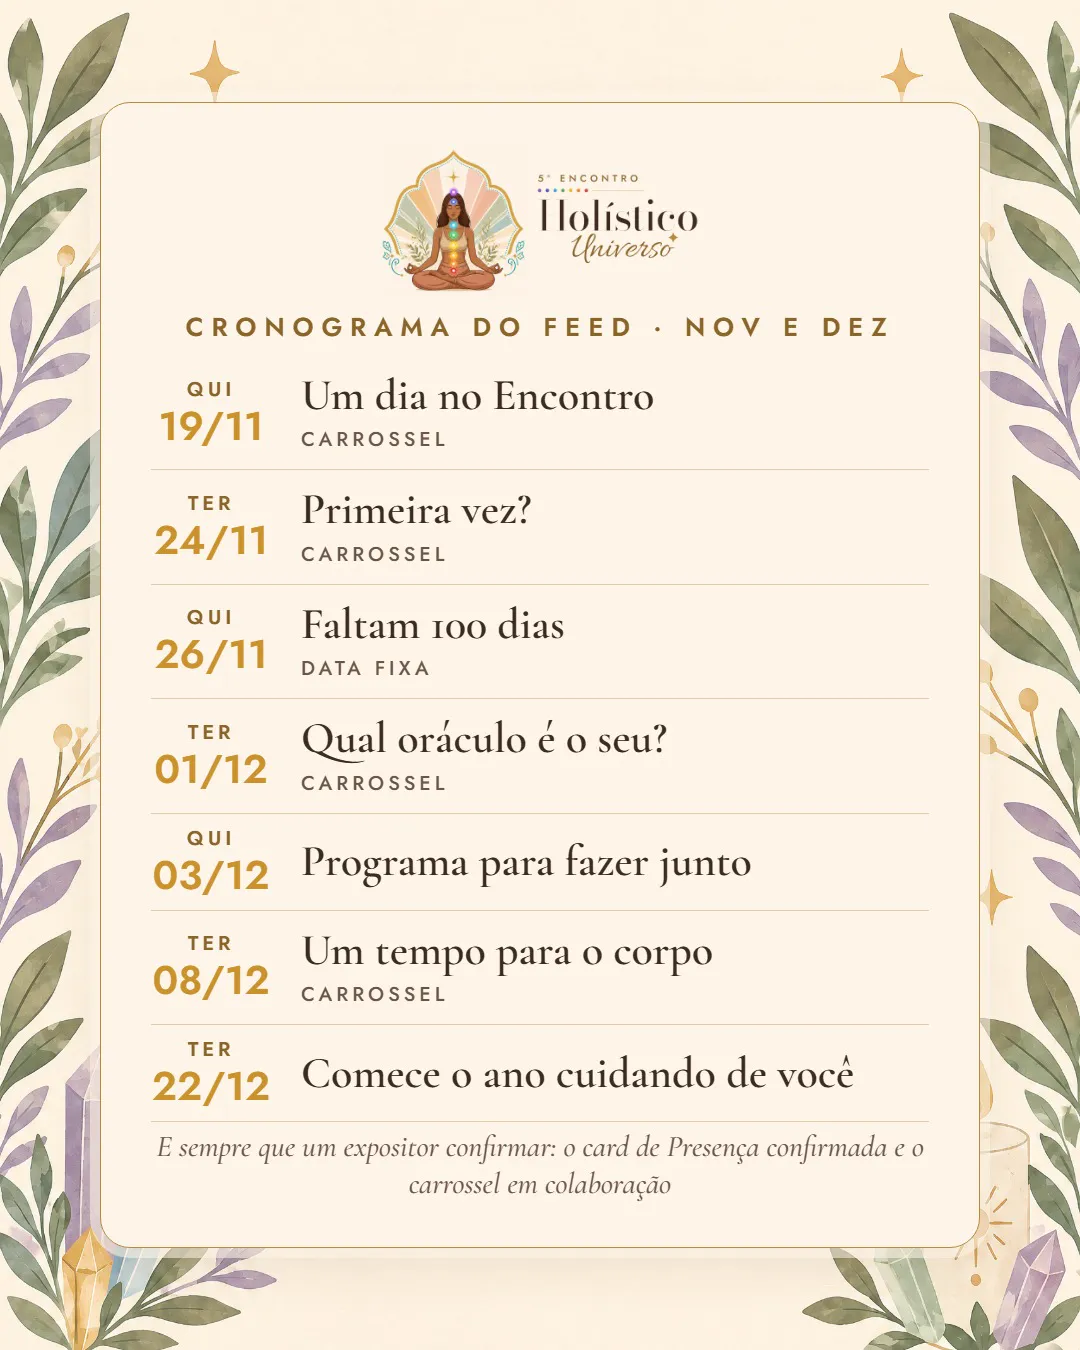 5º ENCONTRO
Holístico
Universo
CRONOGRAMA DO FEED · NOV E DEZ
QUI
19/11
Um dia no Encontro
CARROSSEL
TER
24/11
Primeira vez?
CARROSSEL
QUI
26/11
Faltam 100 dias
DATA FIXA
TER
01/12
Qual oráculo é o seu?
CARROSSEL
QUI
03/12
Programa para fazer junto
TER
08/12
Um tempo para o corpo
CARROSSEL
TER
22/12
Comece o ano cuidando de você
E sempre que um expositor confirmar: o card de Presença confirmada e o
carrossel em colaboração